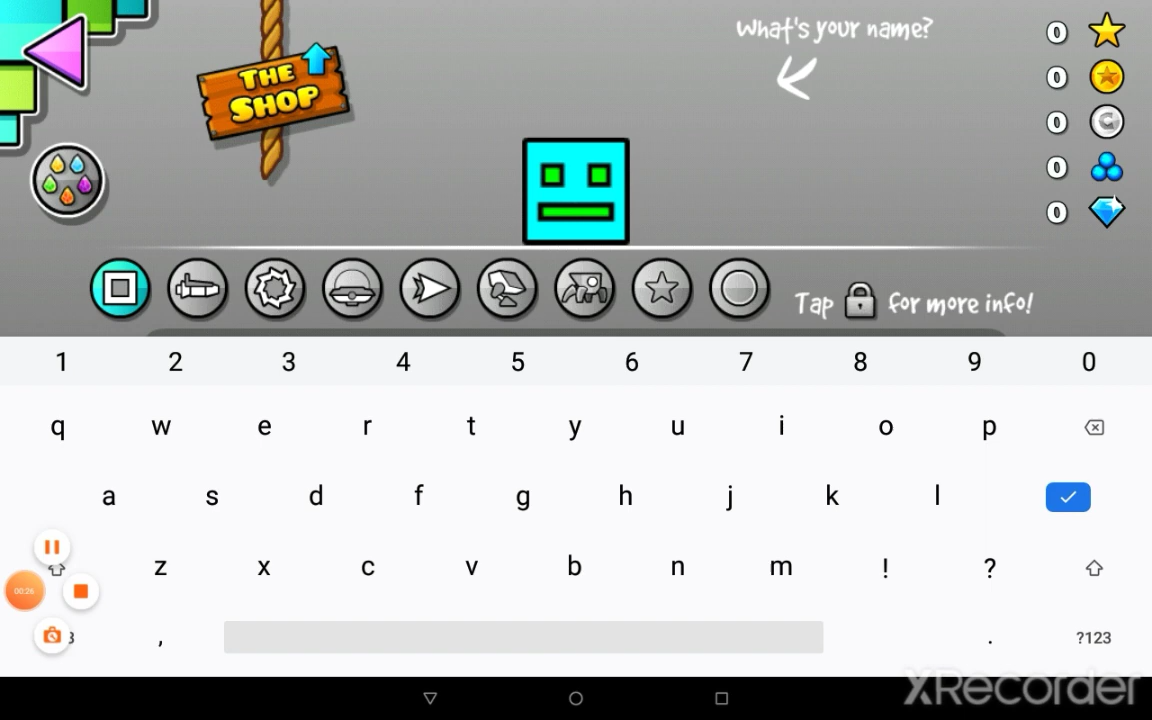 What's your name?
THE
SHOP
0
0
0
0
0
Tap for more info!
1 2 3 4 5 6 7 8 9 0
q w e r t y u i o p
a s d f g h j k l
z x c v b n m ! ?
00:26
, . ?123
3
XRecorder